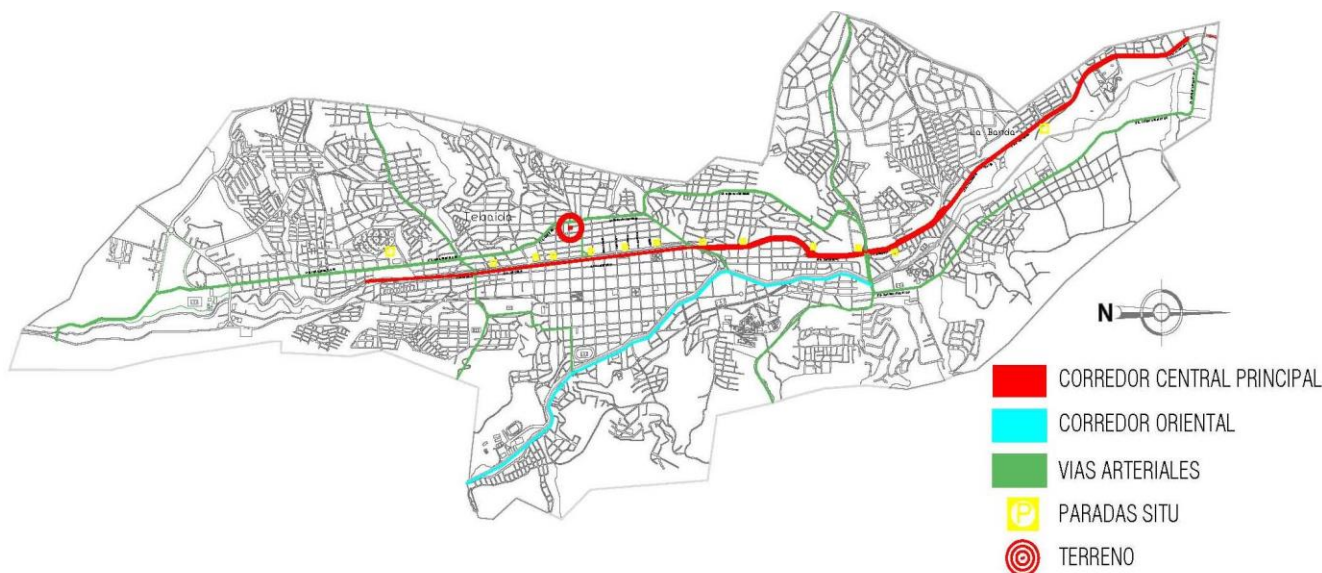 La Banda
Tebaida
N
CORREDOR CENTRAL PRINCIPAL
CORREDOR ORIENTAL
VIAS ARTERIALES
P
PARADAS SITU
TERRENO